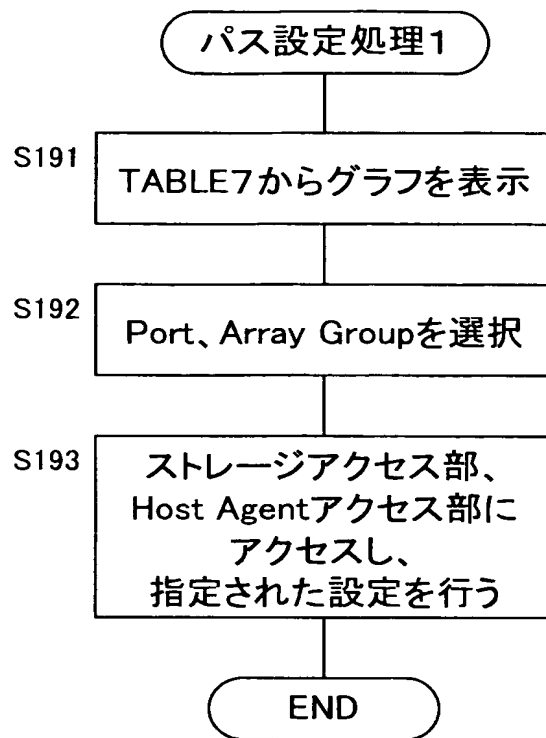 パス設定処理1
S191
TABLE7からグラフを表示
S192
Port、Array Groupを選択
S193
ストレージアクセス部、
Host Agentアクセス部に
アクセスし、
指定された設定を行う
END